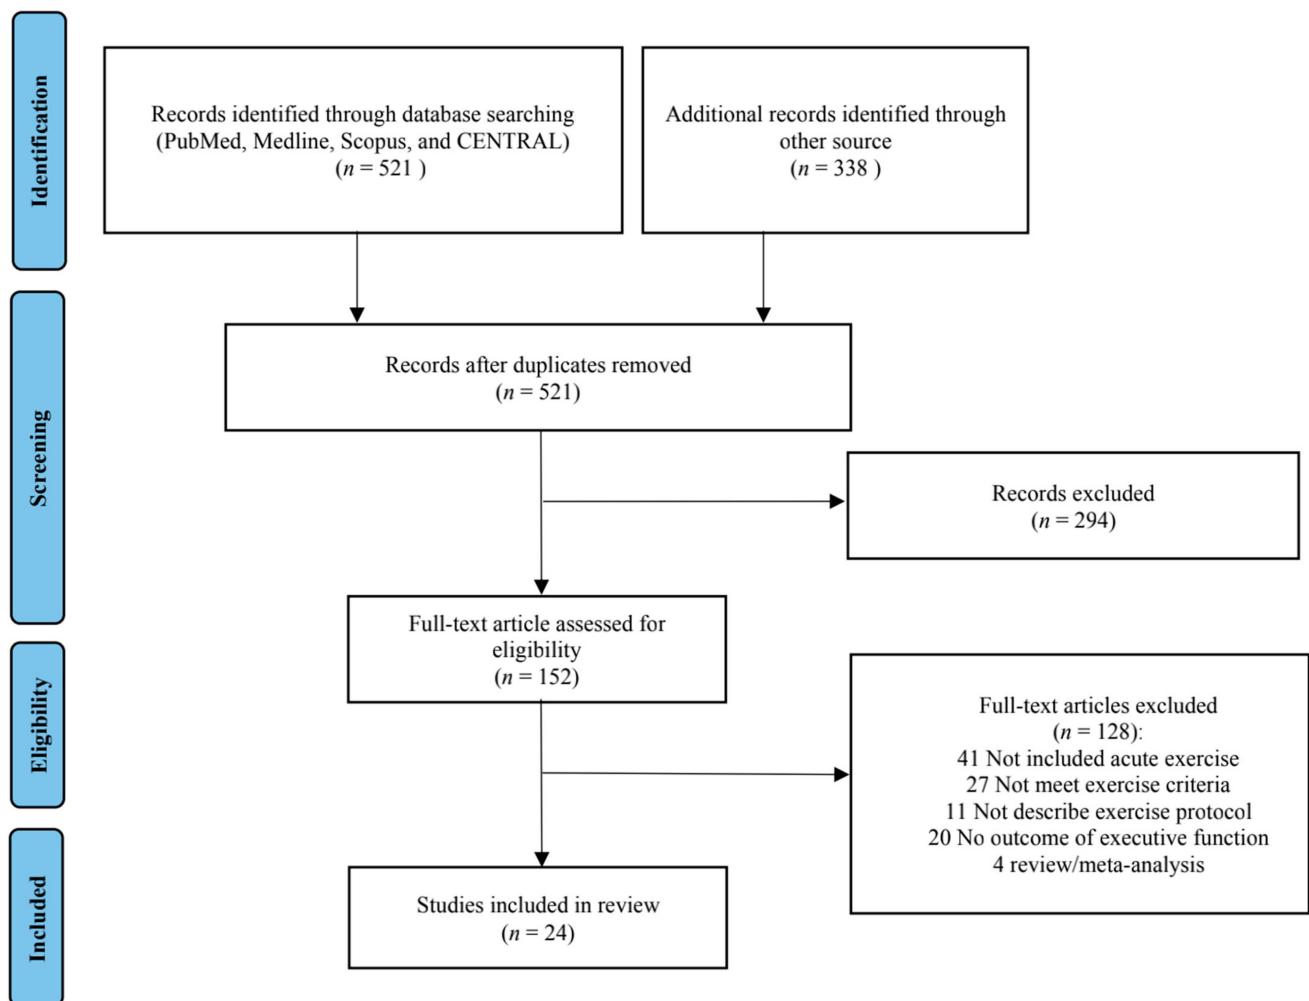 Identification
Records identified through database searching
(PubMed, Medline, Scopus, and CENTRAL)
(n = 521 )
Additional records identified through
other source
(n = 338 )
Screening
Records after duplicates removed
(n = 521)
Records excluded
(n = 294)
Full-text article assessed for
eligibility
(n = 152)
Eligibility
Full-text articles excluded
(n = 128):
41 Not included acute exercise
27 Not meet exercise criteria
11 Not describe exercise protocol
20 No outcome of executive function
4 review/meta-analysis
Included
Studies included in review
(n = 24)